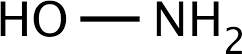 HO — NH₂